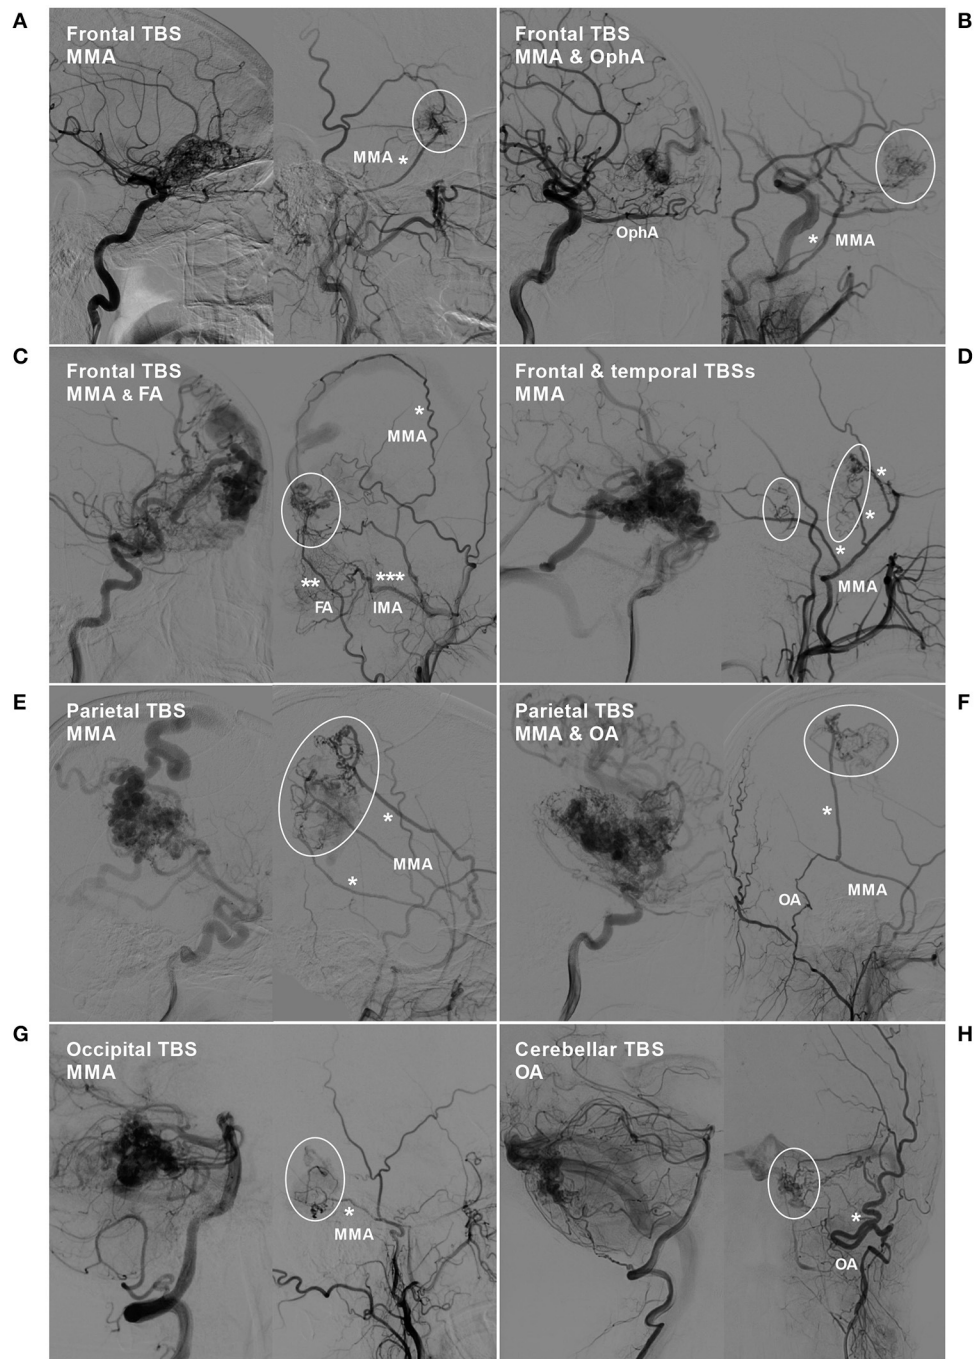 A
Frontal TBS
MMA
MMA *
B
Frontal TBS
MMA & OphA
OphA
* MMA
C
Frontal TBS
MMA & FA
*
MMA
** ***
FA IMA
D
Frontal & temporal TBSs
MMA
*
*
*
MMA
E
Parietal TBS
MMA
*
MMA
*
F
Parietal TBS
MMA & OA
*
MMA
OA
G
Occipital TBS
MMA
*
MMA
H
Cerebellar TBS
OA
*
OA